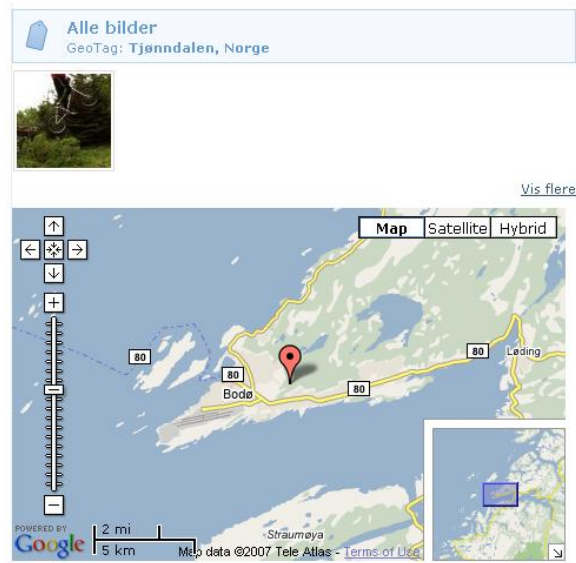 Alle bilder
GeoTag: Tjønndalen, Norge
Vis flere
Map
Satellite
Hybrid
80
80
Løding
80
80
Bodø
Straumøya
POWERED BY
Google
2 mi
5 km
Map data ©2007 Tele Atlas - Terms of Use